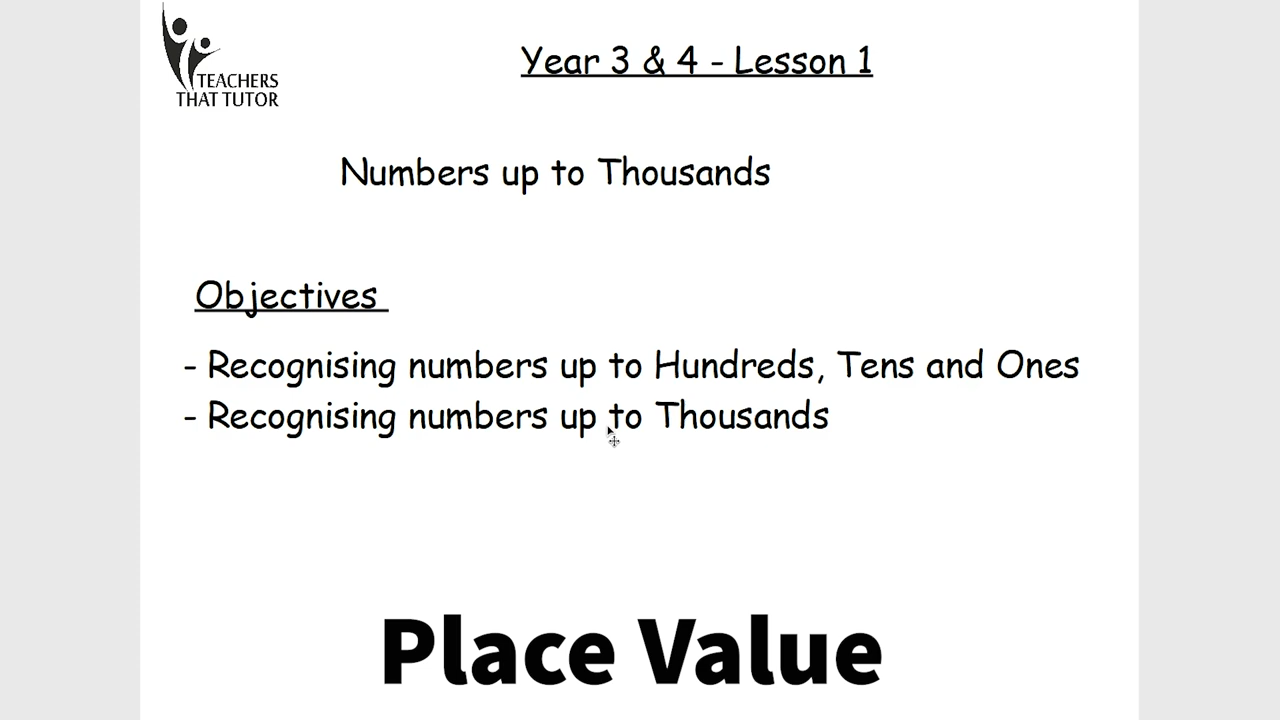 TEACHERS
THAT TUTOR
Year 3 & 4 - Lesson 1
Numbers up to Thousands
Objectives
- Recognising numbers up to Hundreds, Tens and Ones
- Recognising numbers up to Thousands
Place Value